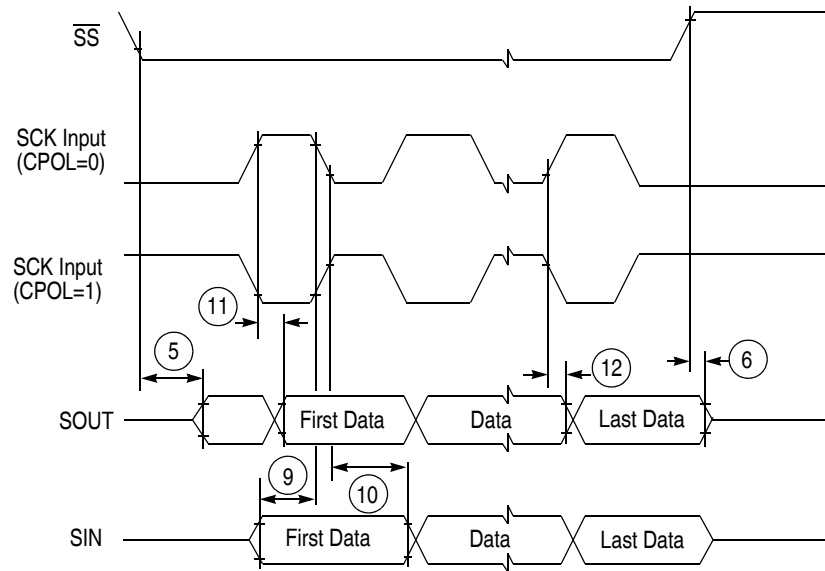 SS
SCK Input
(CPOL=0)
SCK Input
(CPOL=1)
11
5
12
6
SOUT
First Data
Data
Last Data
9
10
SIN
First Data
Data
Last Data